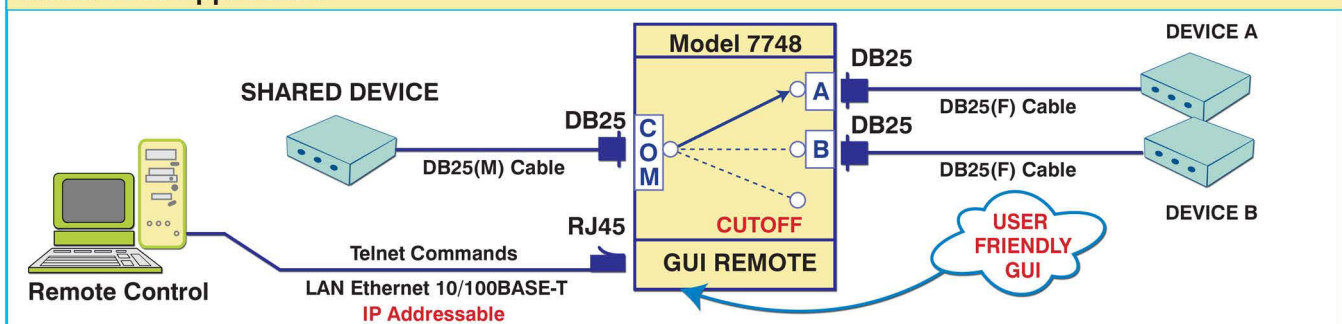 Model 7748
DEVICE A
DB25
SHARED DEVICE
A
DB25(F) Cable
DB25
COM
DB25
B
DB25(M) Cable
DB25(F) Cable
DEVICE B
RJ45
CUTOFF
USER
FRIENDLY
GUI
Telnet Commands
GUI REMOTE
LAN Ethernet 10/100BASE-T
Remote Control
IP Addressable